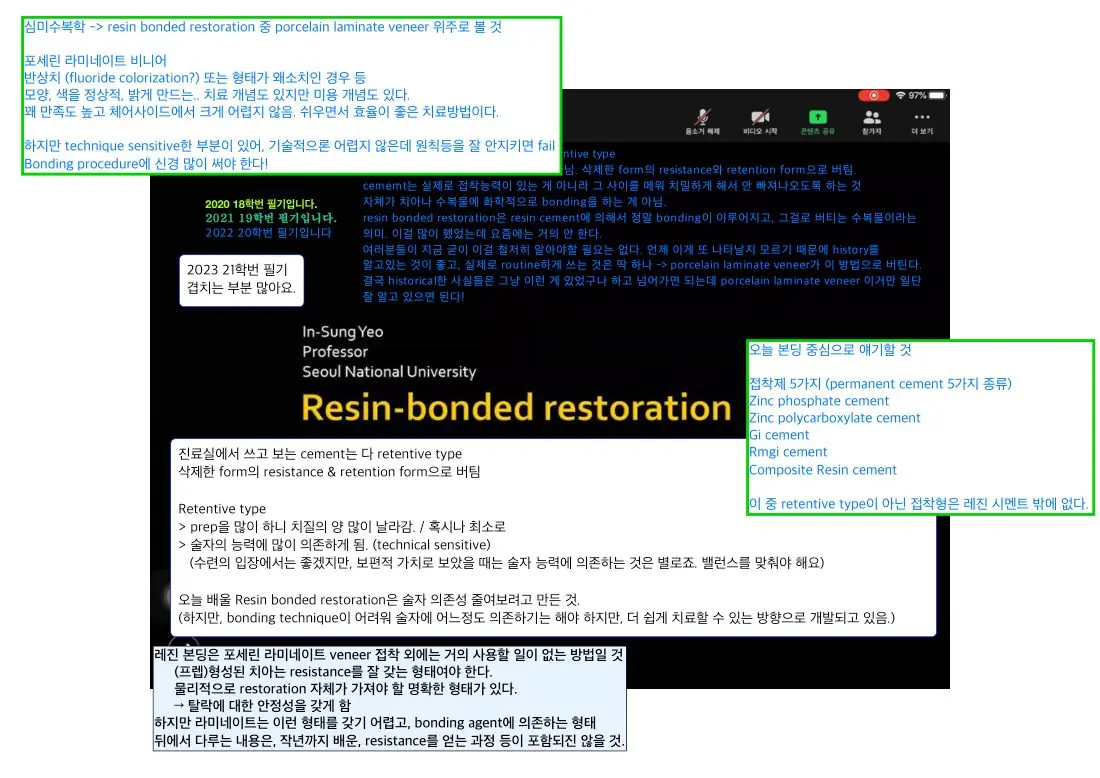 심미수복학 -> resin bonded restoration 중 porcelain laminate veneer 위주로 볼 것
포세린 라미네이트 비니어
반상치 (fluoride colorization?) 또는 형태가 왜소치인 경우 등
모양, 색을 정상적, 밝게 만드는.. 치료 개념도 있지만 미용 개념도 있다.
꽤 만족도 높고 체어사이드에서 크게 어렵지 않음. 쉬우면서 효율이 좋은 치료방법이다.
하지만 technique sensitive한 부분이 있어, 기술적으론 어렵지 않은데 원칙등을 잘 안지키면 fail
Bonding procedure에 신경 많이 써야 한다!
97%
음소거 해제
비디오 시작
콘텐츠 공유
참가자
더 보기
entive type
님. 삭제한 form의 resistance와 retention form으로 버팀.
cememt는 실제로 접착능력이 있는 게 아니라 그 사이를 메워 치밀하게 해서 안 빠져나오도록 하는 것
자체가 치아나 수복물에 화학적으로 bonding을 하는 게 아님.
resin bonded restoration은 resin cement에 의해서 정말 bonding이 이루어지고, 그걸로 버티는 수복물이라는
의미. 이걸 많이 했었는데 요즘에는 거의 안 한다.
여러분들이 지금 굳이 이걸 철저히 알아야할 필요는 없다. 언제 이게 또 나타날지 모르기 때문에 history를
알고있는 것이 좋고, 실제로 routine하게 쓰는 것은 딱 하나 -> porcelain laminate veneer가 이 방법으로 버틴다.
결국 historical한 사실들은 그냥 이런 게 있었구나 하고 넘어가면 되는데 porcelain laminate veneer 이거만 일단
잘 알고 있으면 된다!
2020 18학번 필기입니다.
2021 19학번 필기입니다.
2022 20학번 필기입니다
2023 21학번 필기
겹치는 부분 많아요.
In-Sung Yeo
Professor
Seoul National University
Resin-bonded restoration
오늘 본딩 중심으로 얘기할 것
접착제 5가지 (permanent cement 5가지 종류)
Zinc phosphate cement
Zinc polycarboxylate cement
Gi cement
Rmgi cement
Composite Resin cement
이 중 retentive type이 아닌 접착형은 레진 시멘트 밖에 없다.
진료실에서 쓰고 보는 cement는 다 retentive type
삭제한 form의 resistance & retention form으로 버팀
Retentive type
> prep을 많이 하니 치질의 양 많이 날라감. / 혹시나 최소로
> 술자의 능력에 많이 의존하게 됨. (technical sensitive)
(수련의 입장에서는 좋겠지만, 보편적 가치로 보았을 때는 술자 능력에 의존하는 것은 별로죠. 밸런스를 맞춰야 해요)
오늘 배울 Resin bonded restoration은 술자 의존성 줄여보려고 만든 것.
(하지만, bonding technique이 어려워 술자에 어느정도 의존하기는 해야 하지만, 더 쉽게 치료할 수 있는 방향으로 개발되고 있음.)
레진 본딩은 포세린 라미네이트 veneer 접착 외에는 거의 사용할 일이 없는 방법일 것
(프렙)형성된 치아는 resistance를 잘 갖는 형태여야 한다.
물리적으로 restoration 자체가 가져야 할 명확한 형태가 있다.
→ 탈락에 대한 안정성을 갖게 함
하지만 라미네이트는 이런 형태를 갖기 어렵고, bonding agent에 의존하는 형태
뒤에서 다루는 내용은, 작년까지 배운, resistance를 얻는 과정 등이 포함되진 않을 것.